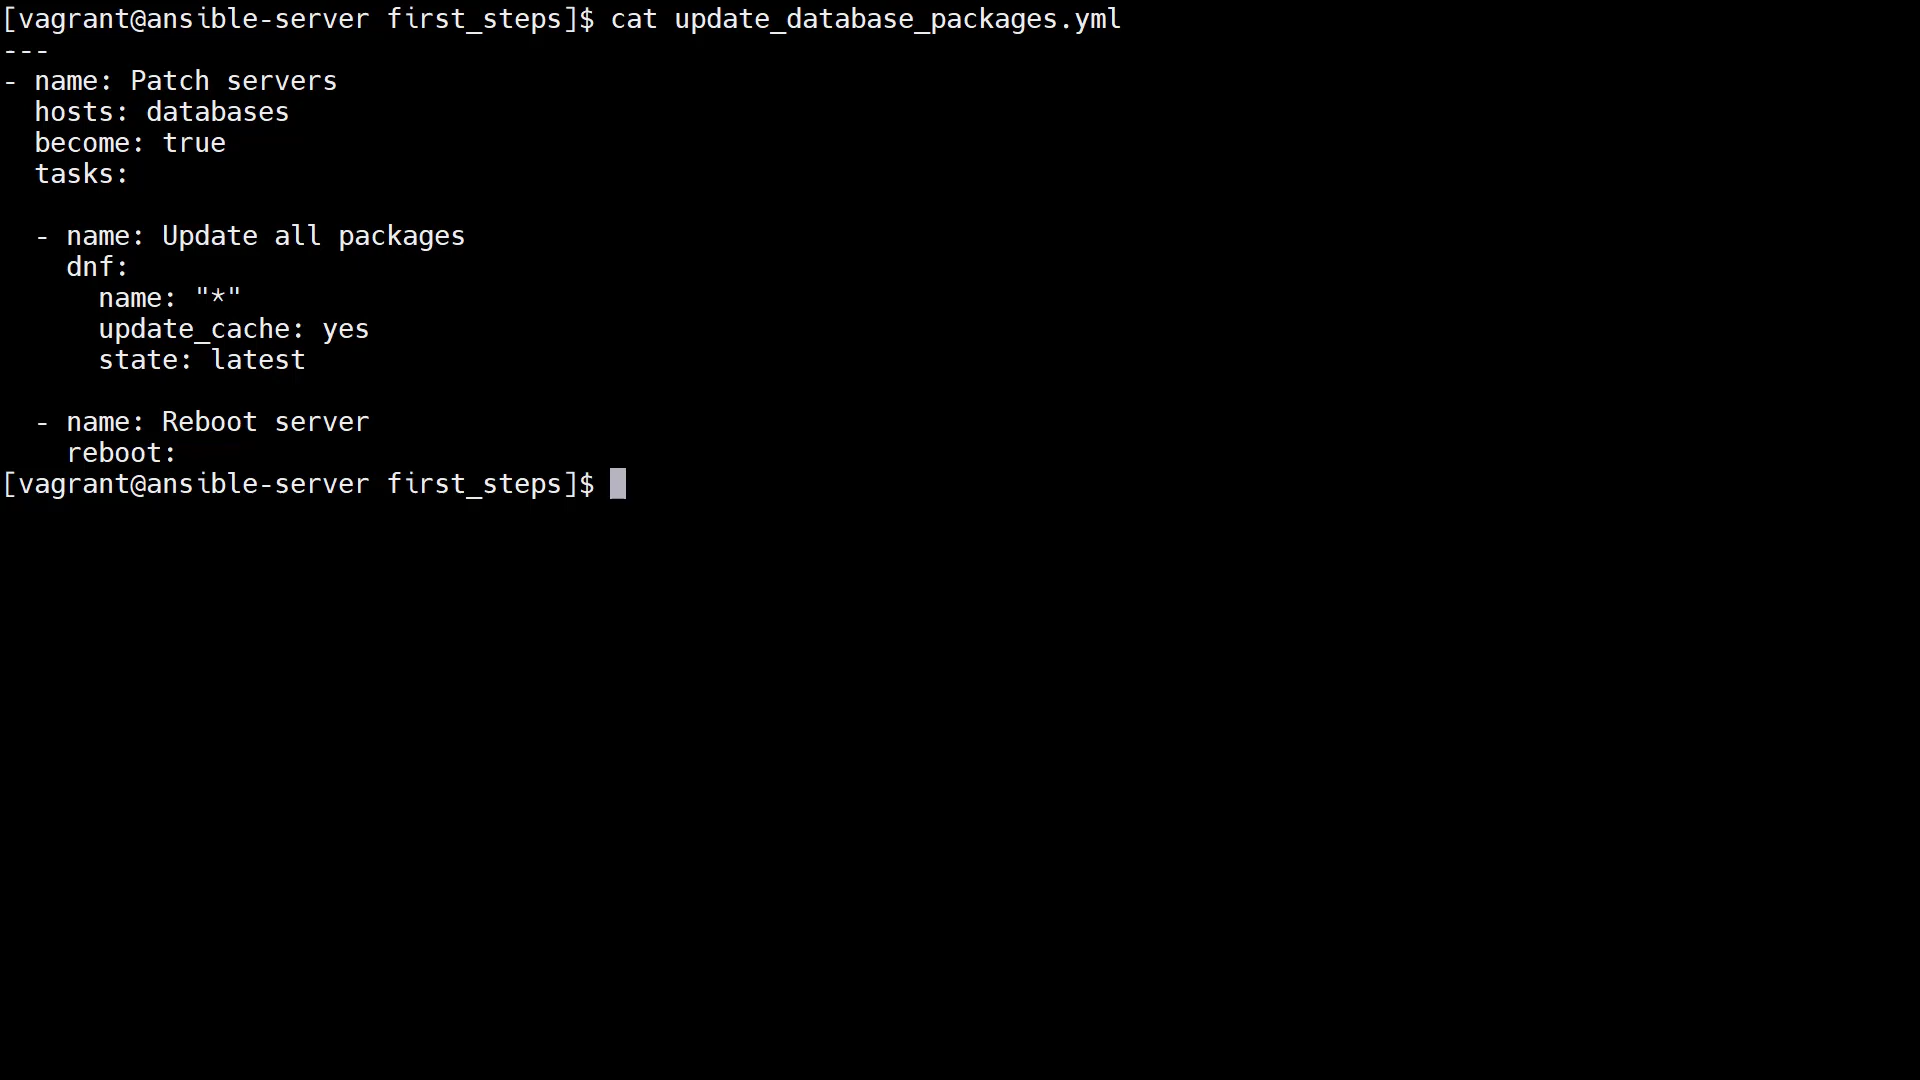 [vagrant@ansible-server first_steps]$ cat update_database_packages.yml
---
- name: Patch servers
  hosts: databases
  become: true
  tasks:

  - name: Update all packages
    dnf:
      name: "*"
      update_cache: yes
      state: latest

  - name: Reboot server
    reboot:
[vagrant@ansible-server first_steps]$